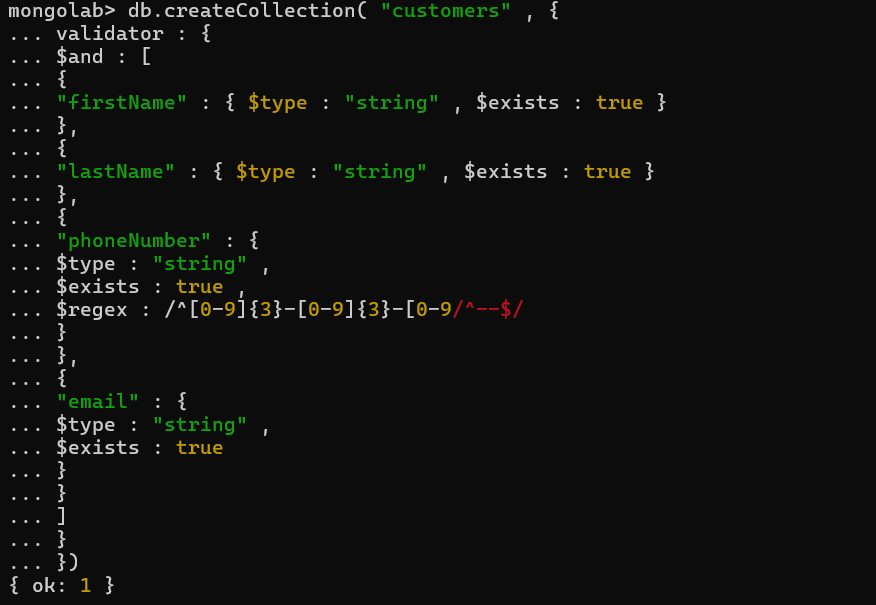 mongolab> db.createCollection( "customers" , {
... validator : {
... $and : [
... {
... "firstName" : { $type : "string" , $exists : true }
... },
... {
... "lastName" : { $type : "string" , $exists : true }
... },
... {
... "phoneNumber" : {
... $type : "string" ,
... $exists : true ,
... $regex : /^[0-9]{3}-[0-9]{3}-[0-9/^--$/
... }
... },
... {
... "email" : {
... $type : "string" ,
... $exists : true
... }
... }
... ]
... }
... })
{ ok: 1 }